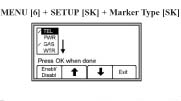 MENU [6] + SETUP [SK] + Marker Type [SK]
✓ TEL
PWR
✓ GAS
WTR
Press OK when done
Enabl/ Disabl
Exit